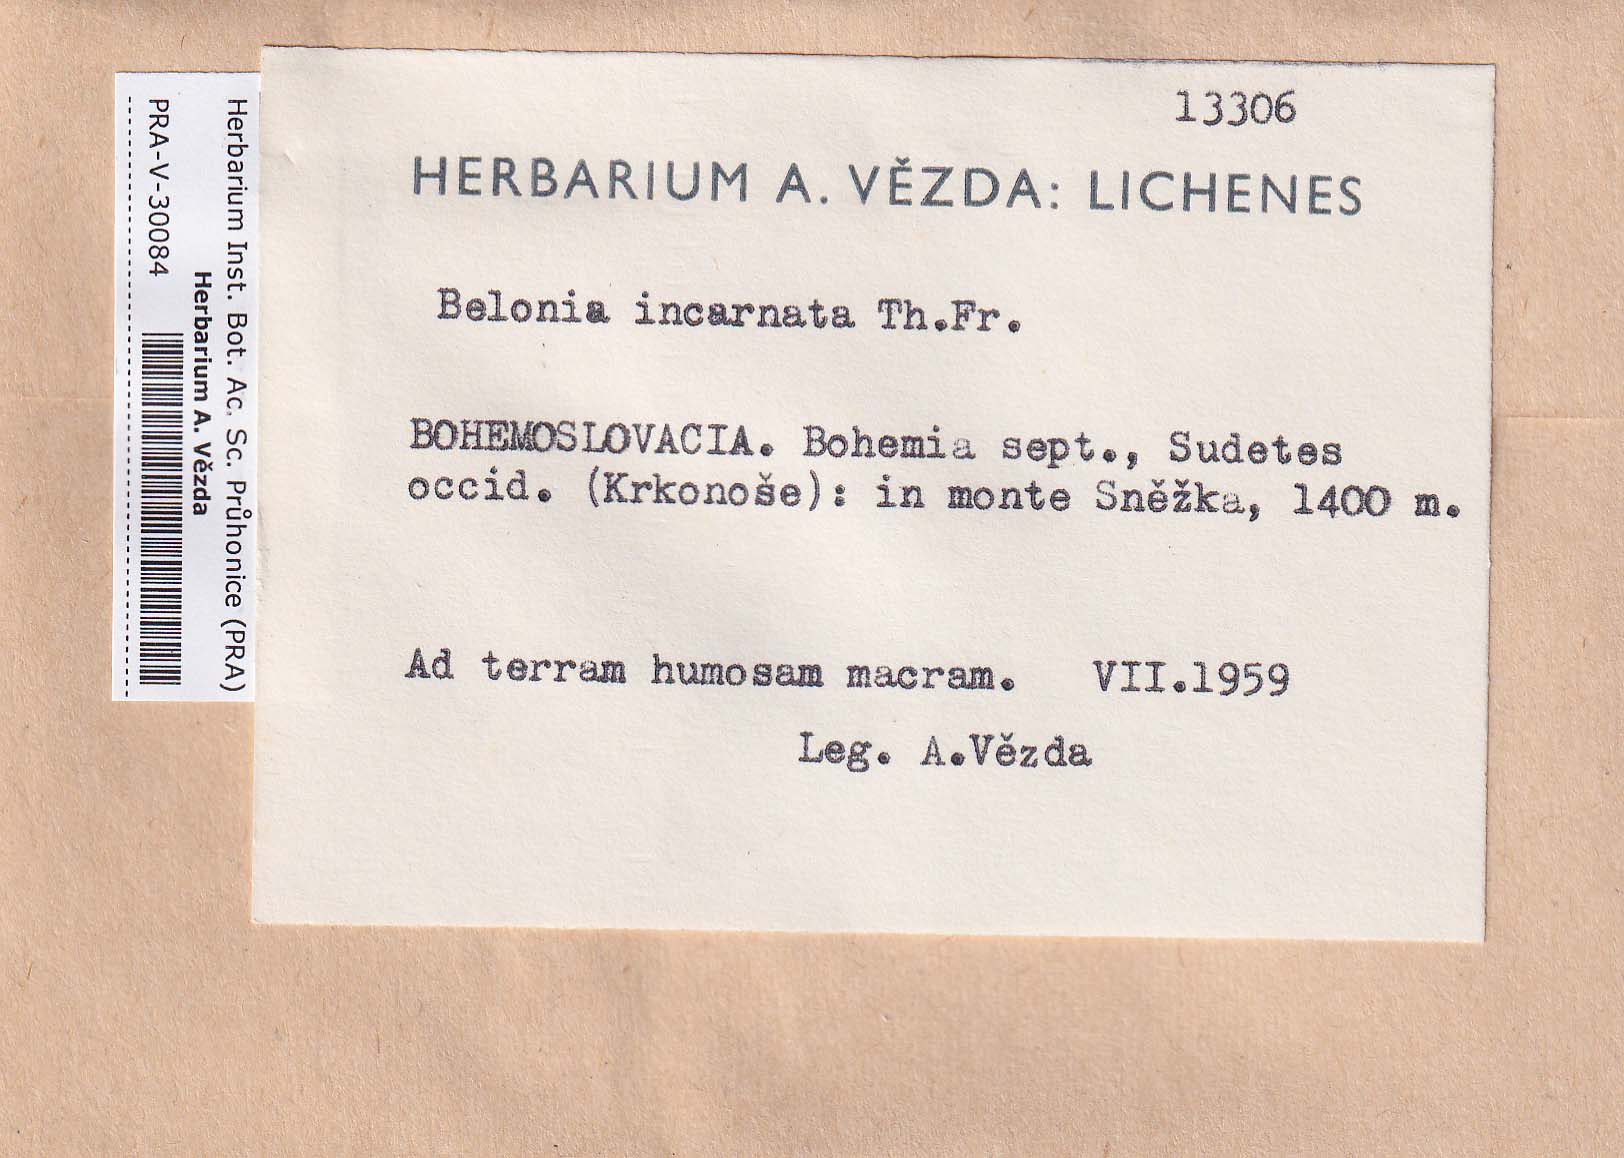 13306
HERBARIUM A. VĚZDA: LICHENES
Belonia incarnata Th.Fr.
BOHEMOSLOVACIA. Bohemia sept., Sudetes
occid. (Krkonoše): in monte Sněžka, 1400 m.
Ad terram humosam macram. VII.1959
Leg. A.Vězda
Herbarium Inst. Bot. Ac. Sc. Průhonice (PRA)
Herbarium A. Vězda
PRA-V-30084